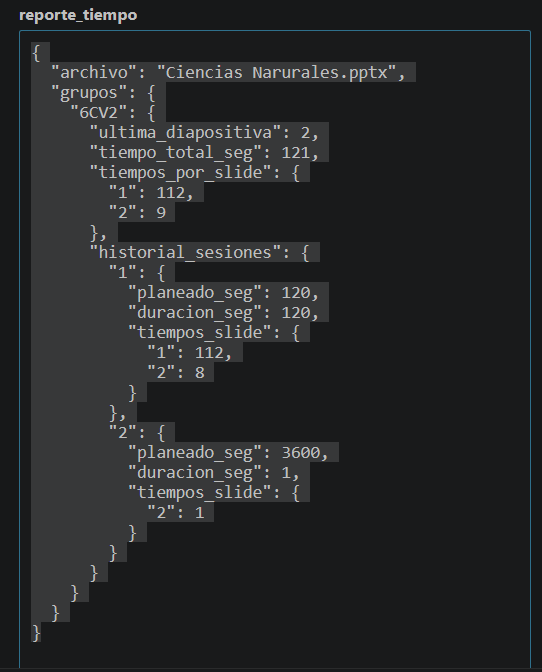 reporte_tiempo
{
  "archivo": "Ciencias Narurales.pptx",
  "grupos": {
    "6CV2": {
      "ultima_diapositiva": 2,
      "tiempo_total_seg": 121,
      "tiempos_por_slide": {
        "1": 112,
        "2": 9
      },
      "historial_sesiones": {
        "1": {
          "planeado_seg": 120,
          "duracion_seg": 120,
          "tiempos_slide": {
            "1": 112,
            "2": 8
          }
        },
        "2": {
          "planeado_seg": 3600,
          "duracion_seg": 1,
          "tiempos_slide": {
            "2": 1
          }
        }
      }
    }
  }
}